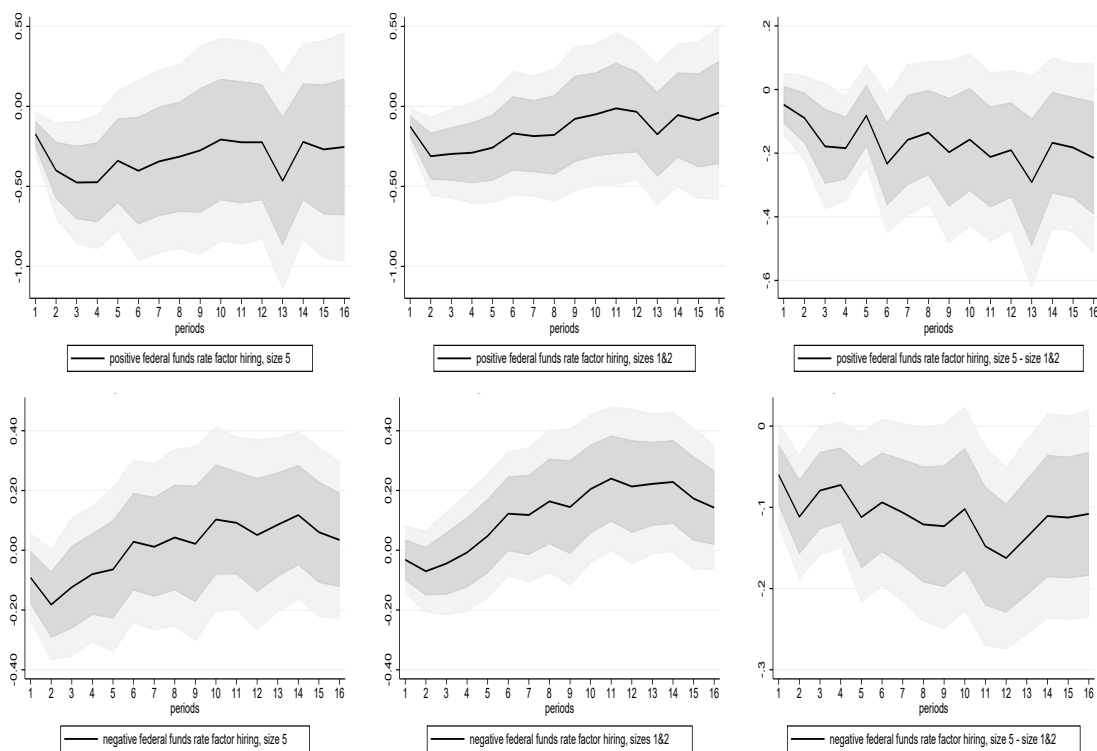 0.50
0.00
-0.50
-1.00
1 2 3 4 5 6 7 8 9 10 11 12 13 14 15 16
periods
positive federal funds rate factor hiring, size 5
0.50
0.00
-0.50
-1.00
1 2 3 4 5 6 7 8 9 10 11 12 13 14 15 16
periods
positive federal funds rate factor hiring, sizes 1&2
.2
0
-.2
-.4
-.6
1 2 3 4 5 6 7 8 9 10 11 12 13 14 15 16
periods
positive federal funds rate factor hiring, size 5 - size 1&2
0.40
0.20
0.00
-0.20
-0.40
1 2 3 4 5 6 7 8 9 10 11 12 13 14 15 16
periods
negative federal funds rate factor hiring, size 5
0.40
0.20
0.00
-0.20
-0.40
1 2 3 4 5 6 7 8 9 10 11 12 13 14 15 16
periods
negative federal funds rate factor hiring, sizes 1&2
0
-.1
-.2
-.3
1 2 3 4 5 6 7 8 9 10 11 12 13 14 15 16
periods
negative federal funds rate factor hiring, size 5 - size 1&2